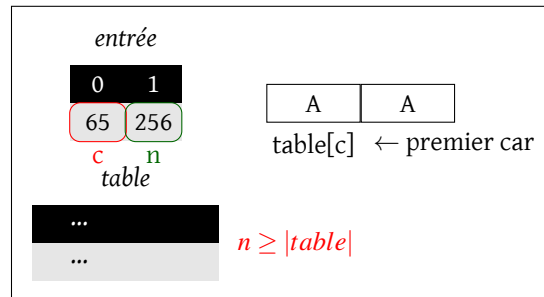 entrée
0 1
65 256
c n
table
...
...
A A
table[c] ← premier car
n ≥ |table|